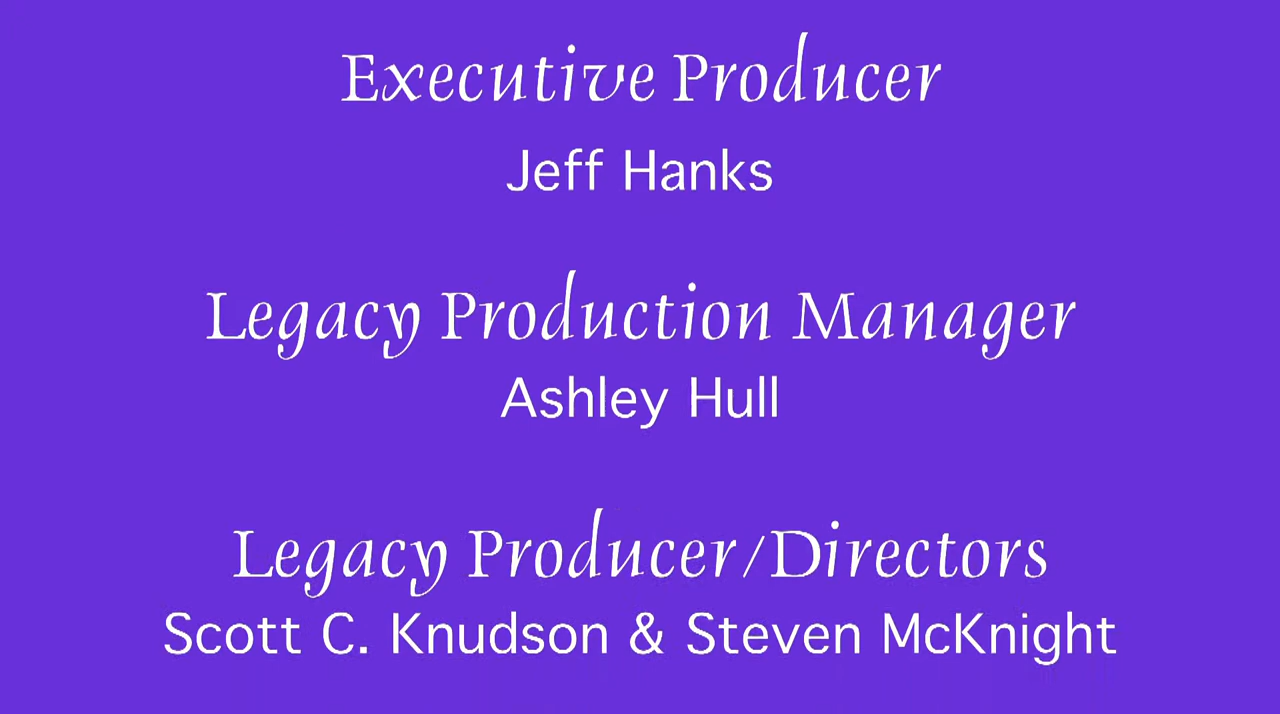 Executive Producer
Jeff Hanks
Legacy Production Manager
Ashley Hull
Legacy Producer/Directors
Scott C. Knudson & Steven McKnight